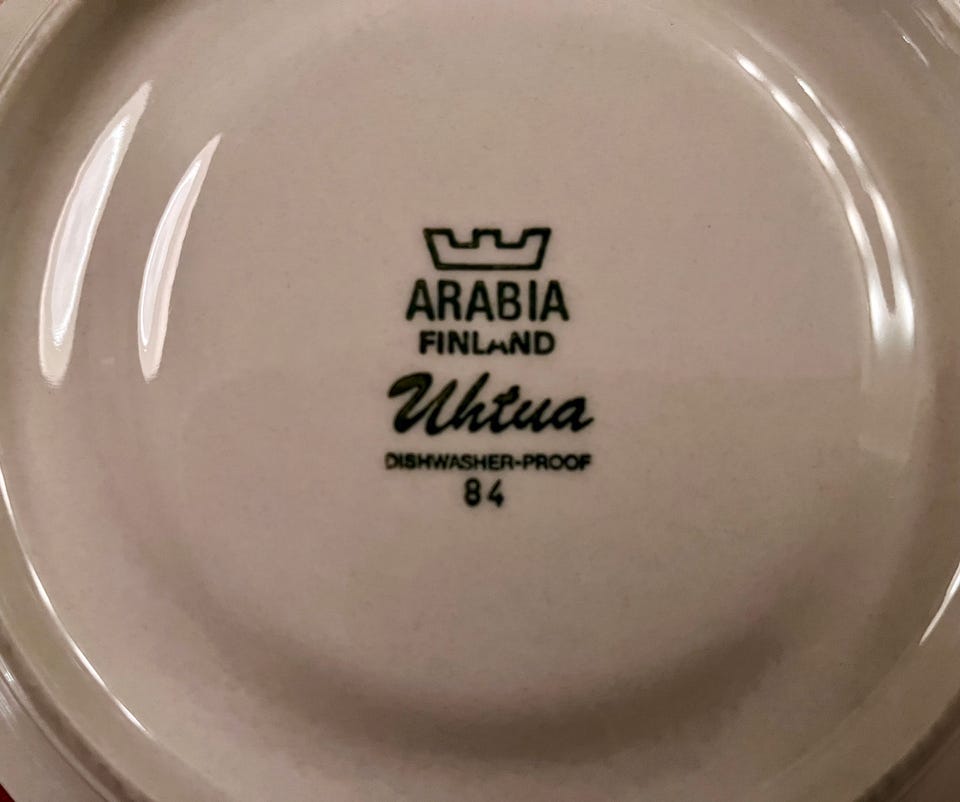 ARABIA
FINLAND
Uhtua
DISHWASHER-PROOF
84